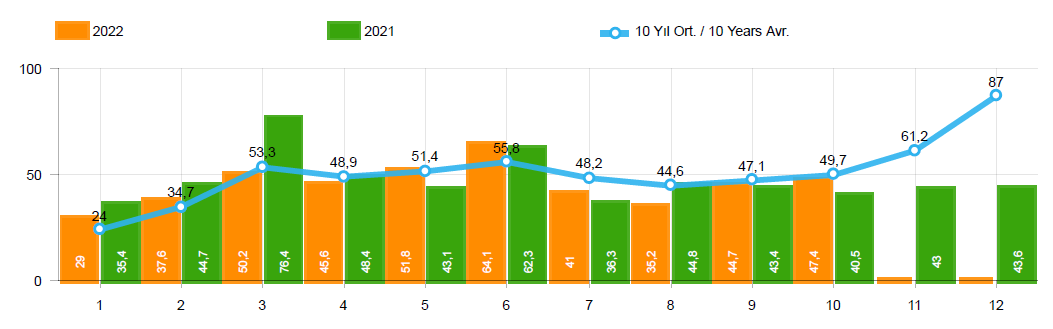 2022 2021 10 Yıl Ort. / 10 Years Avr.
100
50
0
24 34,7 53,3 48,9 51,4 55,8 48,2 44,6 47,1 49,7 61,2 87
29 35,4 37,6 44,7 50,2 76,4 45,6 48,4 51,8 43,1 64,1 62,3 41 36,3 35,2 44,8 44,7 43,4 47,4 40,5 43 43,6
1 2 3 4 5 6 7 8 9 10 11 12